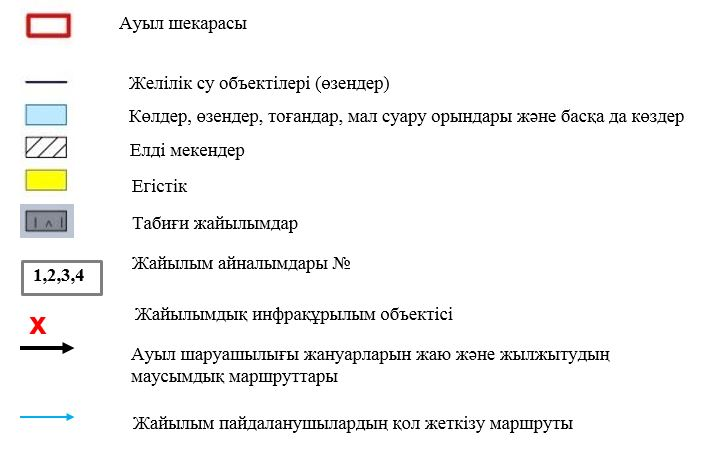 Ауыл шекарасы
Желілік су объектілері (өзендер)
Көлдер, өзендер, тоғандар, мал суару орындары және басқа да көздер
Елді мекендер
Егістік
Табиғи жайылымдар
1,2,3,4 Жайылым айналымдары №
X Жайылымдық инфрақұрылым объектісі
Ауыл шаруашылығы жануарларын жаю және жылжытудың
маусымдық маршруттары
Жайылым пайдаланушылардың қол жеткізу маршруты